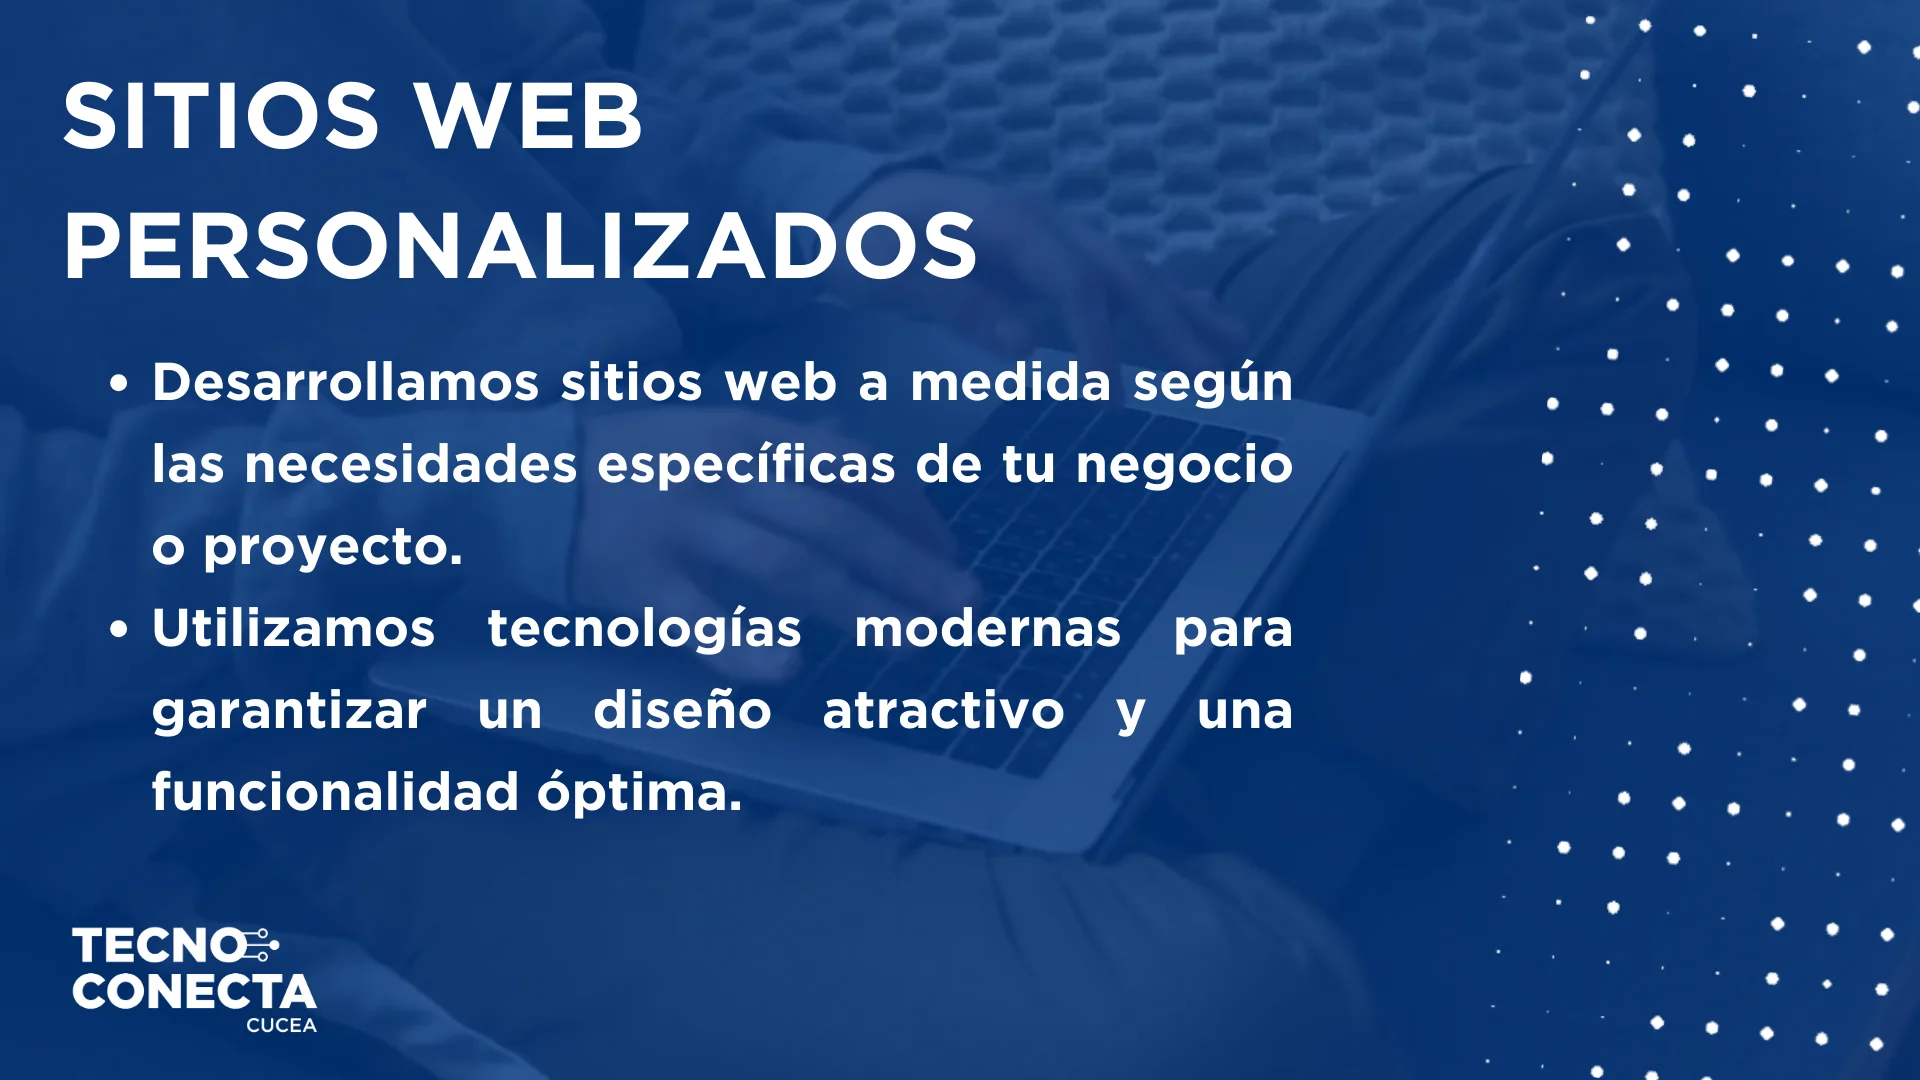 SITIOS WEB
PERSONALIZADOS
• Desarrollamos sitios web a medida según
las necesidades específicas de tu negocio
o proyecto.
• Utilizamos tecnologías modernas para
garantizar un diseño atractivo y una
funcionalidad óptima.
TECNO
CONECTA
CUCEA